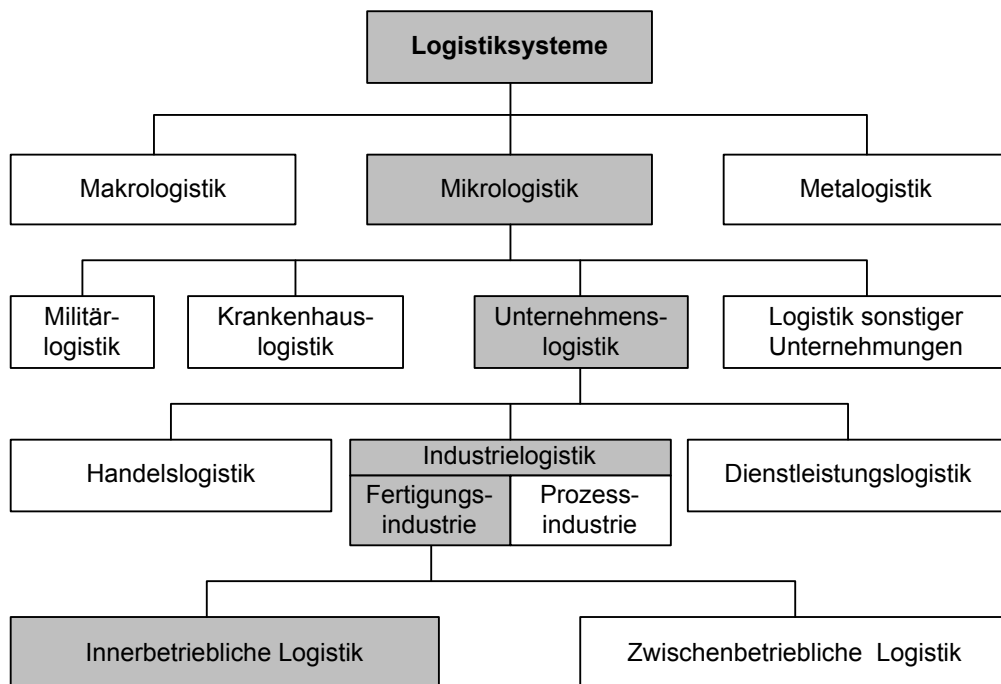 Logistiksysteme
Makrologistik
Mikrologistik
Metalogistik
Militär-
logistik
Krankenhaus-
logistik
Unternehmens-
logistik
Logistik sonstiger
Unternehmungen
Handelslogistik
Industrielogistik
Fertigungs-
industrie
Prozess-
industrie
Dienstleistungslogistik
Innerbetriebliche Logistik
Zwischenbetriebliche Logistik